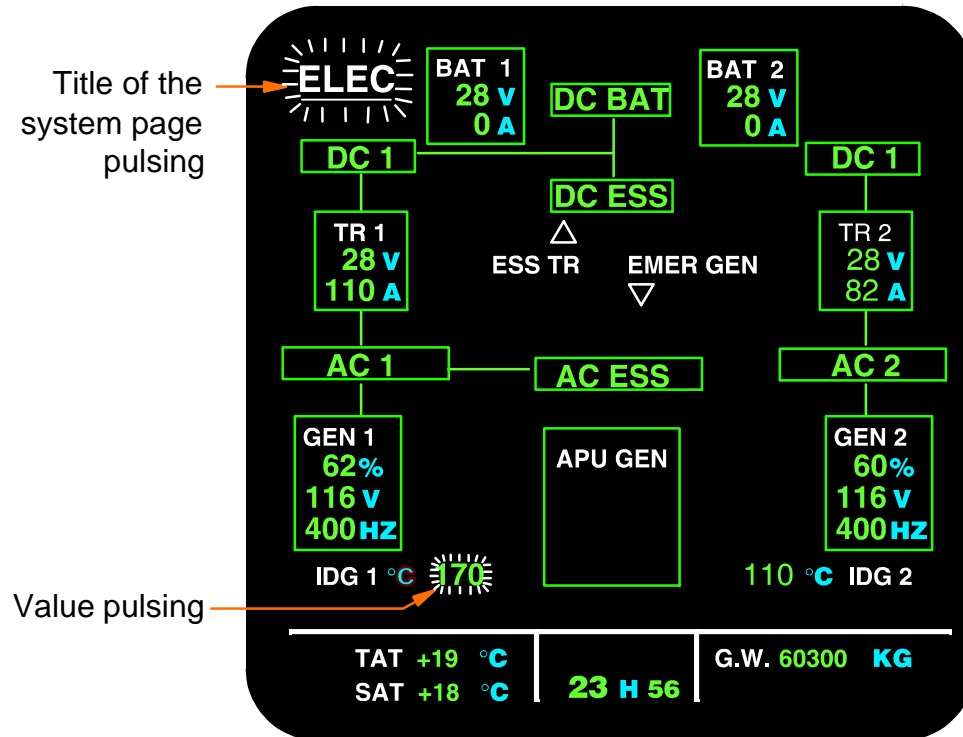 Title of the
system page
pulsing
ELEC
BAT 1
28 V
0 A
DC BAT
BAT 2
28 V
0 A
DC 1
DC 1
DC ESS
TR 1
28 V
110 A
ESS TR
EMER GEN
TR 2
28 V
82 A
AC 1
AC ESS
AC 2
GEN 1
62%
116 V
400 HZ
APU GEN
GEN 2
60%
116 V
400 HZ
IDG 1 °C 170
110 °C IDG 2
Value pulsing
TAT +19 °C
SAT +18 °C
23 H 56
G.W. 60300 KG